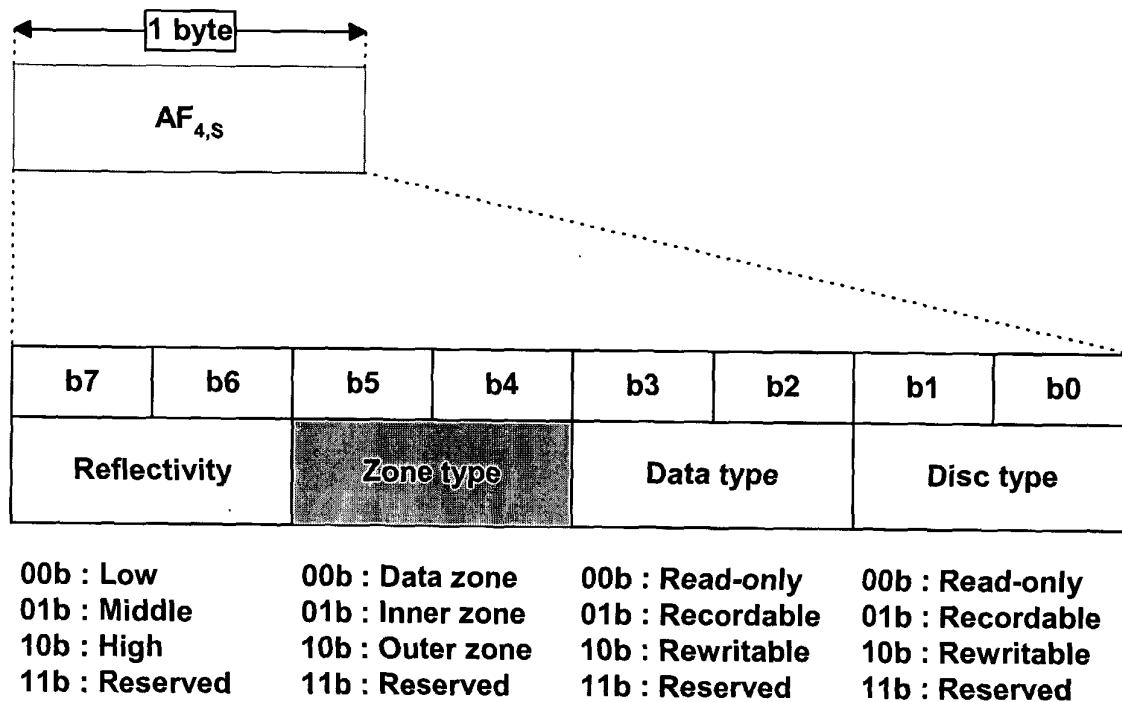 1 byte
AF4,S
b7 b6 b5 b4 b3 b2 b1 b0
Reflectivity Zone type Data type Disc type
00b : Low 00b : Data zone 00b : Read-only 00b : Read-only
01b : Middle 01b : Inner zone 01b : Recordable 01b : Recordable
10b : High 10b : Outer zone 10b : Rewritable 10b : Rewritable
11b : Reserved 11b : Reserved 11b : Reserved 11b : Reserved